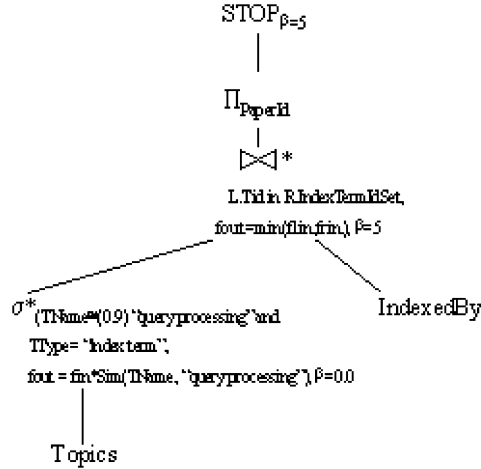 STOPβ=5
∏PaperId
⋈*
L.Tid in R.IndexTermIdSet,
fout=min(flin,frin,), β=5
σ*(TName≈(0.9) “query processing” and
IndexedBy
TType= “Index term”,
fout = fin*Sim(TName, “query processing”), β=0.0
Topics